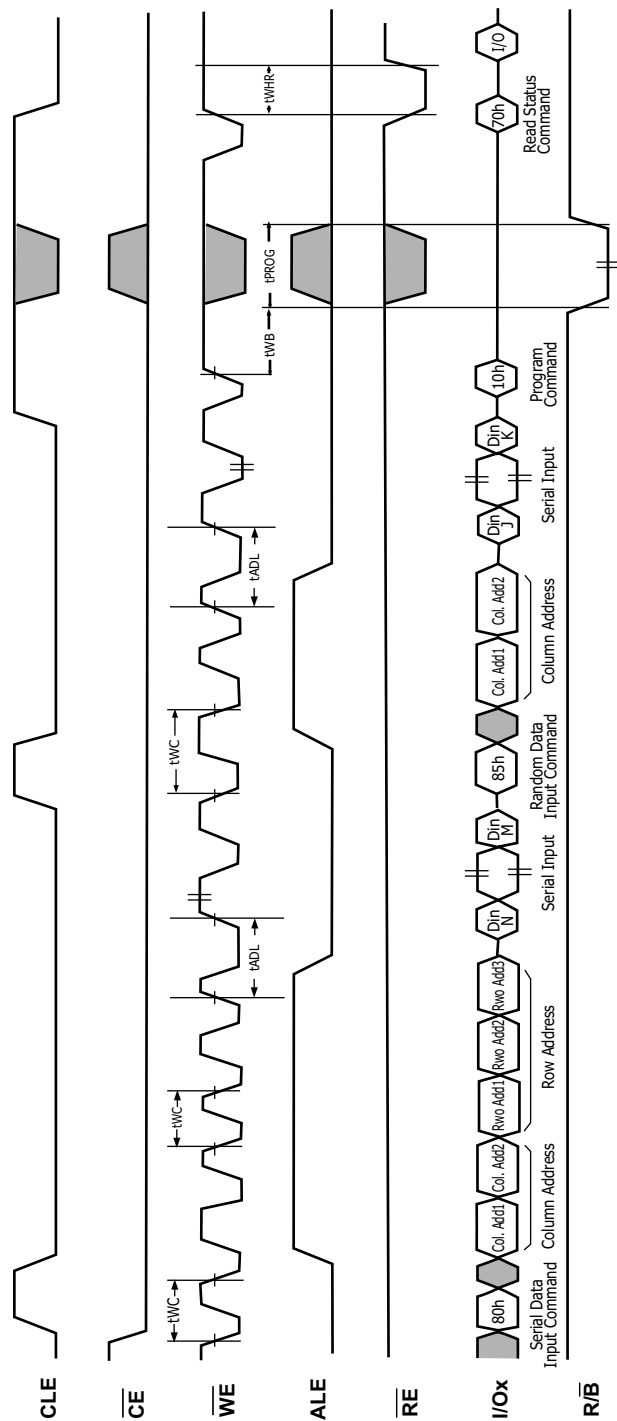 CLE
CE
tWC
tWC
tWC
WE
tADL
tADL
tWB
tPROG
tWHR
ALE
RE
I/Ox
80h
Col. Add1
Col. Add2
Rwo Add1
Rwo Add2
Rwo Add3
Din
N
Din
M
85h
Col. Add1
Col. Add2
Din
J
Din
K
10h
70h
I/O
Serial Data
Input Command
Column Address
Row Address
Serial Input
Random Data
Input Command
Column Address
Serial Input
Program
Command
Read Status
Command
R/B